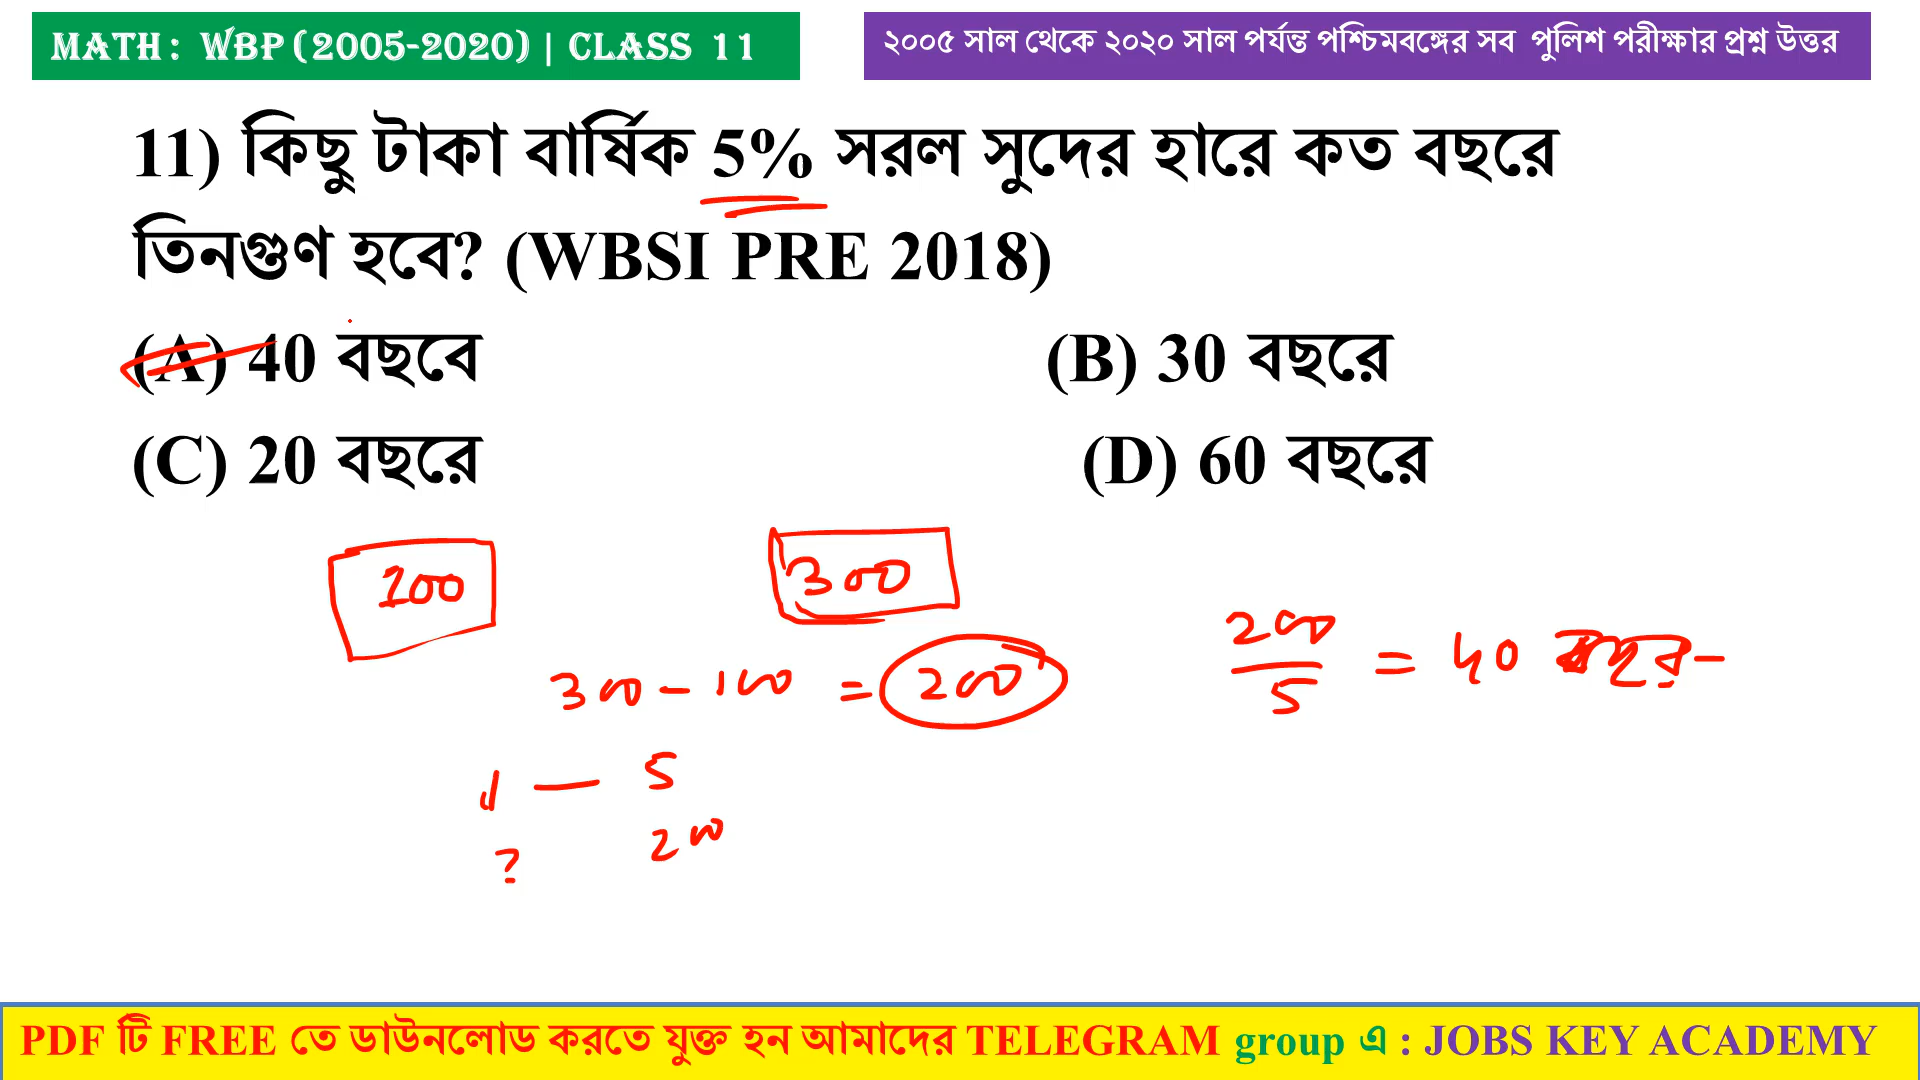 MATH: WBP (2005-2020) | CLASS 11
২০০৫ সাল থেকে ২০২০ সাল পর্যন্ত পশ্চিমবঙ্গের সব পুলিশ পরীক্ষার প্রশ্ন উত্তর
11) কিছু টাকা বার্ষিক 5% সরল সুদের হারে কত বছরে
তিনগুণ হবে? (WBSI PRE 2018)
(A) 40 বছবে (B) 30 বছরে
(C) 20 বছরে (D) 60 বছরে
100 300
300 - 100 = 200
200/5 = 40 বছর
1 — 5
? 200
PDF টি FREE তে ডাউনলোড করতে যুক্ত হন আমাদের TELEGRAM group এ : JOBS KEY ACADEMY